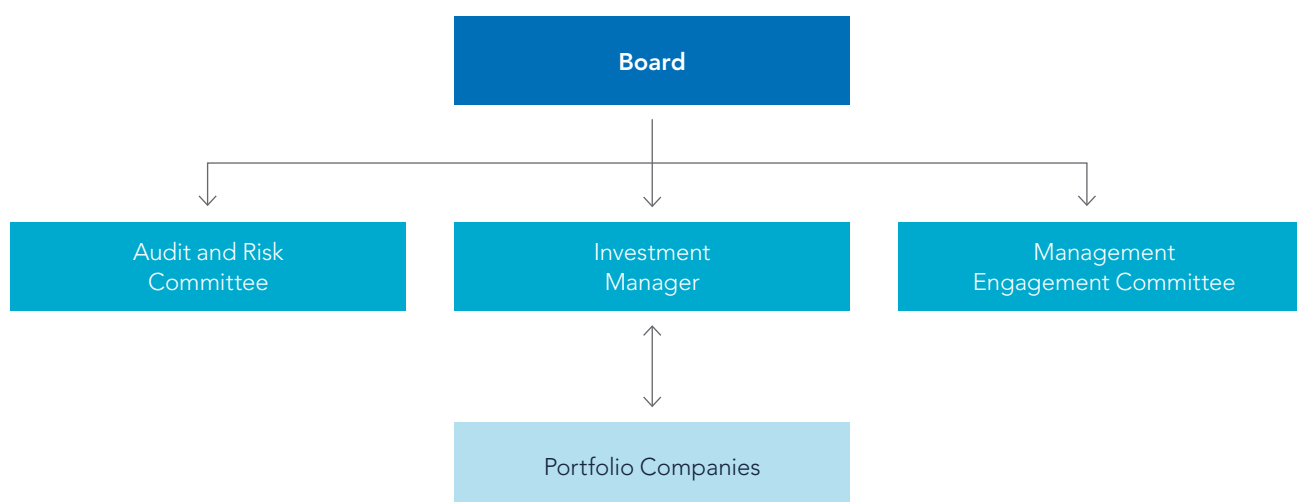 Board
Audit and Risk
Committee
Investment
Manager
Management
Engagement Committee
Portfolio Companies